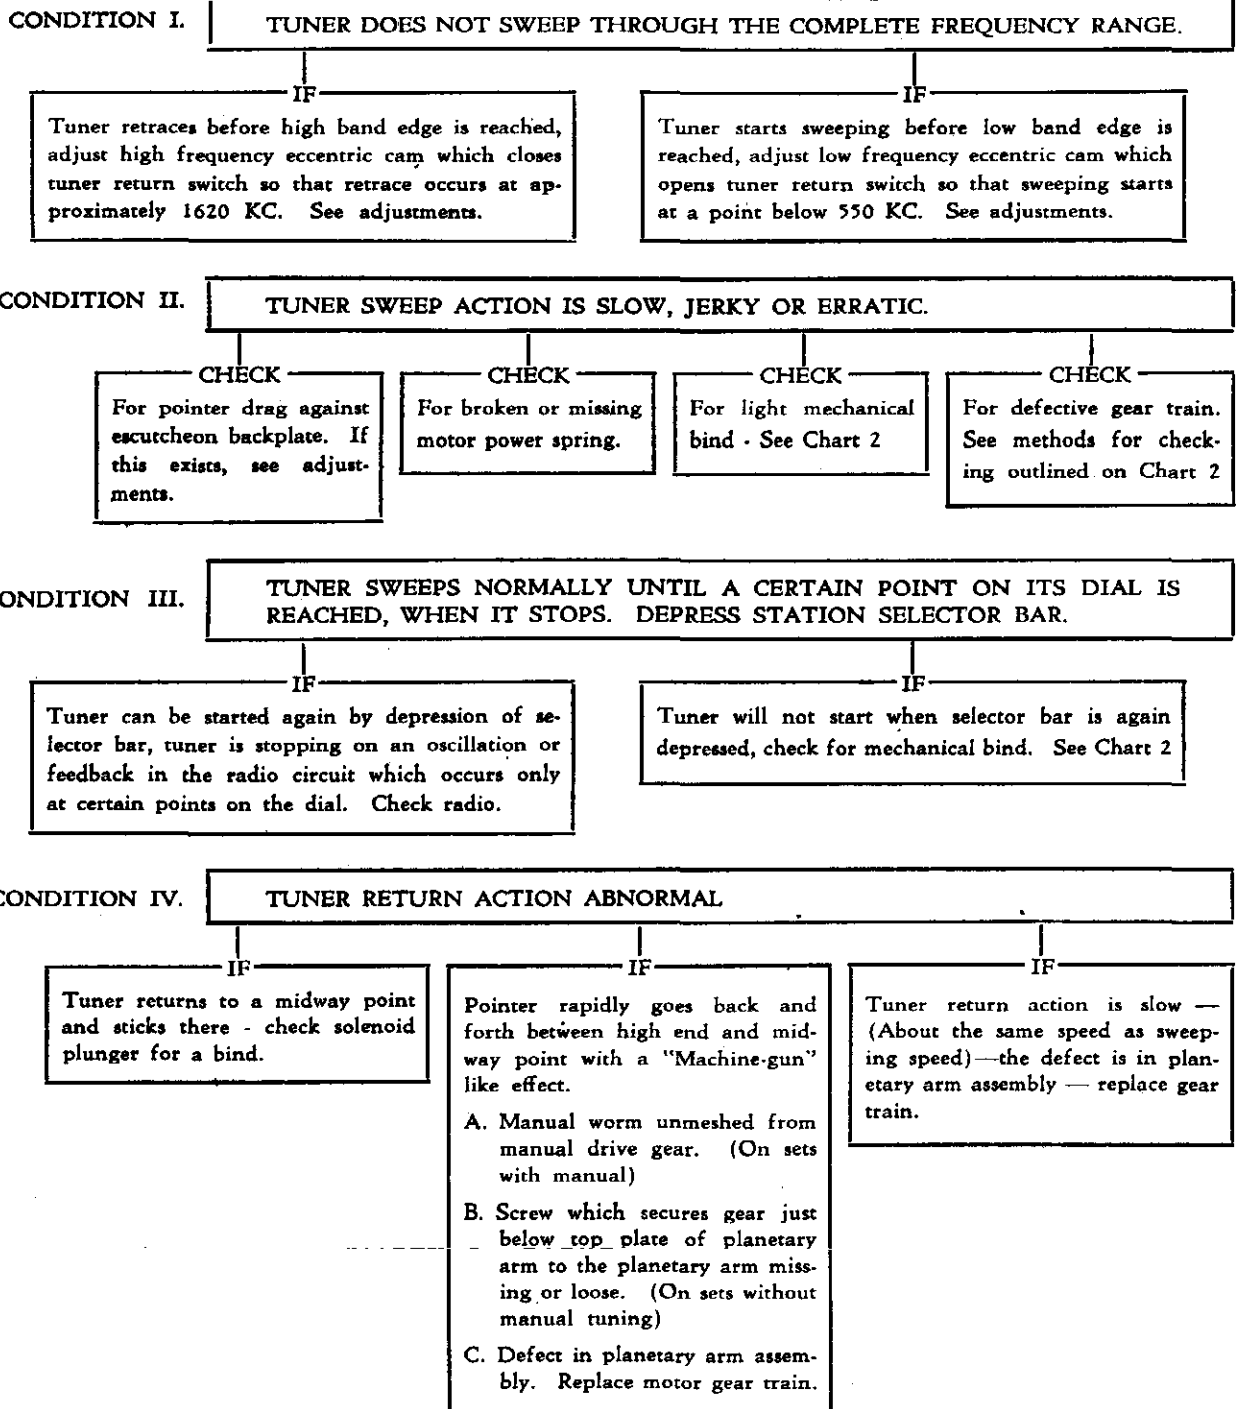 CONDITION I.
TUNER DOES NOT SWEEP THROUGH THE COMPLETE FREQUENCY RANGE.
IF
Tuner retraces before high band edge is reached,
adjust high frequency eccentric cam which closes
tuner return switch so that retrace occurs at ap-
proximately 1620 KC. See adjustments.
IF
Tuner starts sweeping before low band edge is
reached, adjust low frequency eccentric cam which
opens tuner return switch so that sweeping starts
at a point below 550 KC. See adjustments.
CONDITION II.
TUNER SWEEP ACTION IS SLOW, JERKY OR ERRATIC.
CHECK
For pointer drag against
escutcheon backplate. If
this exists, see adjust-
ments.
CHECK
For broken or missing
motor power spring.
CHECK
For light mechanical
bind - See Chart 2
CHECK
For defective gear train.
See methods for check-
ing outlined on Chart 2
ONDITION III.
TUNER SWEEPS NORMALLY UNTIL A CERTAIN POINT ON ITS DIAL IS
REACHED, WHEN IT STOPS. DEPRESS STATION SELECTOR BAR.
IF
Tuner can be started again by depression of se-
lector bar, tuner is stopping on an oscillation or
feedback in the radio circuit which occurs only
at certain points on the dial. Check radio.
IF
Tuner will not start when selector bar is again
depressed, check for mechanical bind. See Chart 2
CONDITION IV.
TUNER RETURN ACTION ABNORMAL
IF
Tuner returns to a midway point
and sticks there - check solenoid
plunger for a bind.
IF
Pointer rapidly goes back and
forth between high end and mid-
way point with a "Machine-gun"
like effect.
A. Manual worm unmeshed from
manual drive gear. (On sets
with manual)
B. Screw which secures gear just
below top plate of planetary
arm to the planetary arm miss-
ing or loose. (On sets without
manual tuning)
C. Defect in planetary arm assem-
bly. Replace motor gear train.
IF
Tuner return action is slow —
(About the same speed as sweep-
ing speed)—the defect is in plan-
etary arm assembly — replace gear
train.